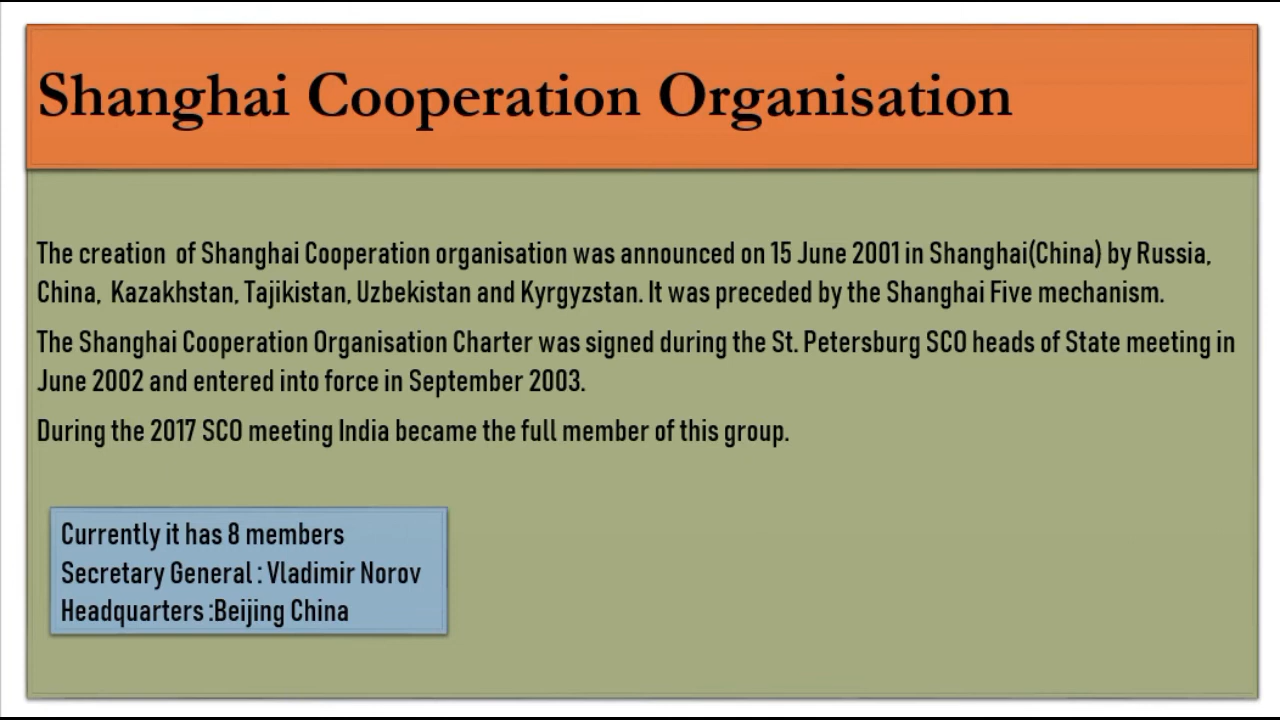 Shanghai Cooperation Organisation
The creation of Shanghai Cooperation organisation was announced on 15 June 2001 in Shanghai(China) by Russia,
China, Kazakhstan, Tajikistan, Uzbekistan and Kyrgyzstan. It was preceded by the Shanghai Five mechanism.
The Shanghai Cooperation Organisation Charter was signed during the St. Petersburg SCO heads of State meeting in
June 2002 and entered into force in September 2003.
During the 2017 SCO meeting India became the full member of this group.
Currently it has 8 members
Secretary General : Vladimir Norov
Headquarters :Beijing China